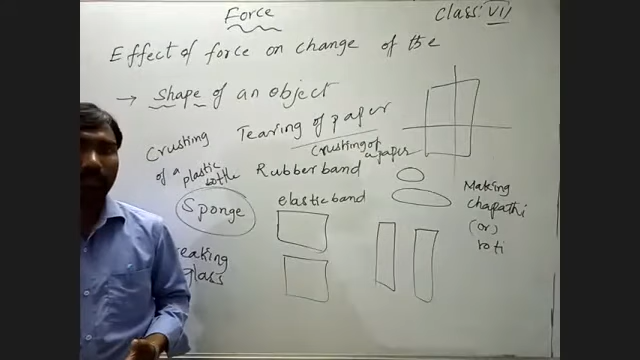 Force
Class: VII
Effect of force on change of the
→ Shape of an object
Crusting
of a plastic
bottle
Tearing of paper
Crusting of
a paper
Rubber band
Sponge
elastic band
Making
chapathi
(or)
roti
eaking
glass